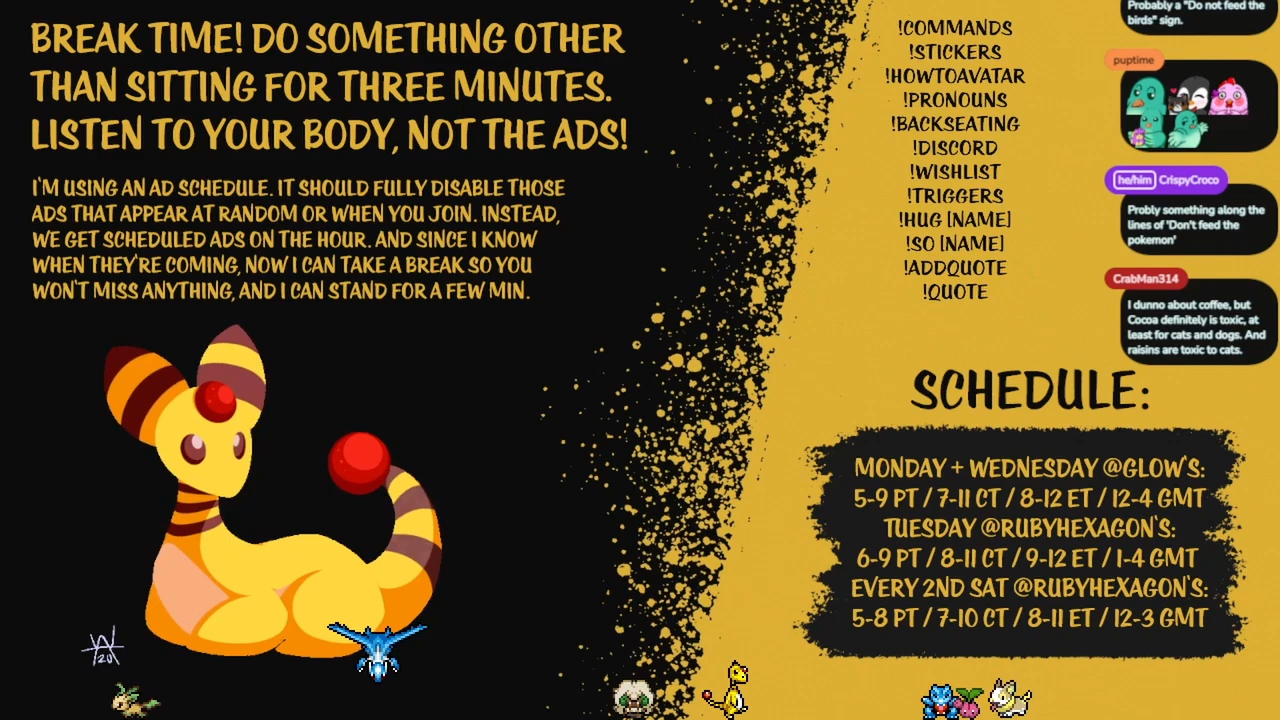 BREAK TIME! DO SOMETHING OTHER
THAN SITTING FOR THREE MINUTES.
LISTEN TO YOUR BODY, NOT THE ADS!
I'M USING AN AD SCHEDULE. IT SHOULD FULLY DISABLE THOSE
ADS THAT APPEAR AT RANDOM OR WHEN YOU JOIN. INSTEAD,
WE GET SCHEDULED ADS ON THE HOUR. AND SINCE I KNOW
WHEN THEY'RE COMING, NOW I CAN TAKE A BREAK SO YOU
WON'T MISS ANYTHING, AND I CAN STAND FOR A FEW MIN.
!COMMANDS
!STICKERS
!HOWTOAVATAR
!PRONOUNS
!BACKSEATING
!DISCORD
!WISHLIST
!TRIGGERS
!HUG [NAME]
!SO [NAME]
!ADDQUOTE
!QUOTE
Probably a "Do not feed the
birds" sign.
puptime
he/him CrispyCroco
Probly something along the
lines of 'Don't feed the
pokemon'
CrabMan314
I dunno about coffee, but
Cocoa definitely is toxic, at
least for cats and dogs. And
raisins are toxic to cats.
SCHEDULE:
MONDAY + WEDNESDAY @GLOW'S:
5-9 PT / 7-11 CT / 8-12 ET / 12-4 GMT
TUESDAY @RUBYHEXAGON'S:
6-9 PT / 8-11 CT / 9-12 ET / 1-4 GMT
EVERY 2ND SAT @RUBYHEXAGON'S:
5-8 PT / 7-10 CT / 8-11 ET / 12-3 GMT